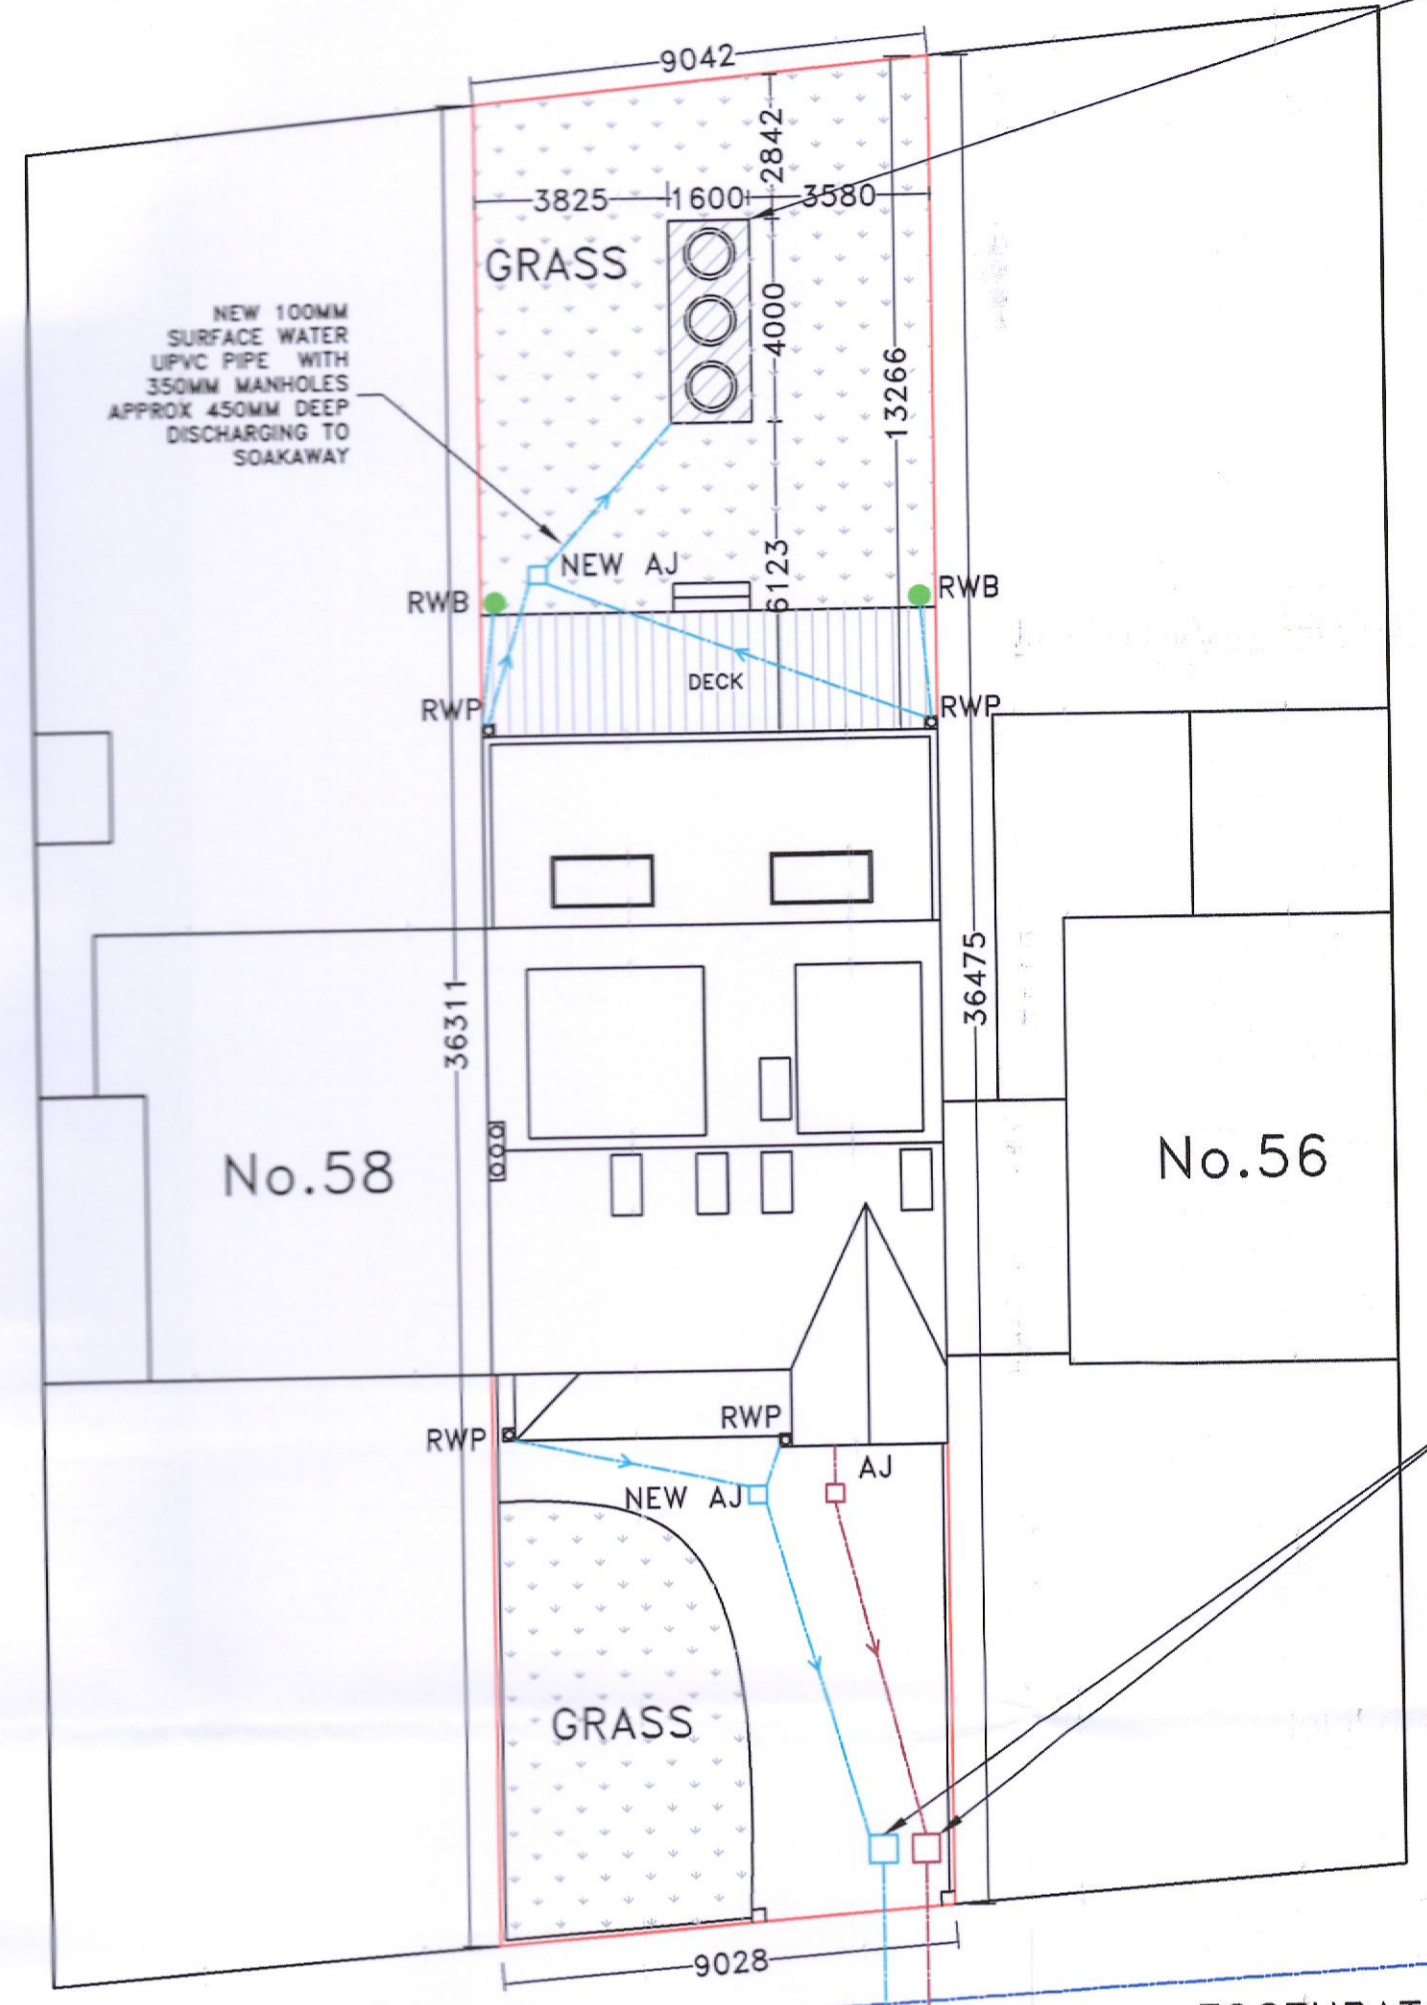 9042
2842
3825
1600
3580
GRASS
4000
13266
NEW 100MM
SURFACE WATER
UPVC PIPE WITH
350MM MANHOLES
APPROX 450MM DEEP
DISCHARGING TO
SOAKAWAY
NEW AJ
6123
RWB
RWB
DECK
RWP
RWP
36311
36475
No.58
No.56
RWP
RWP
AJ
NEW AJ
GRASS
9028